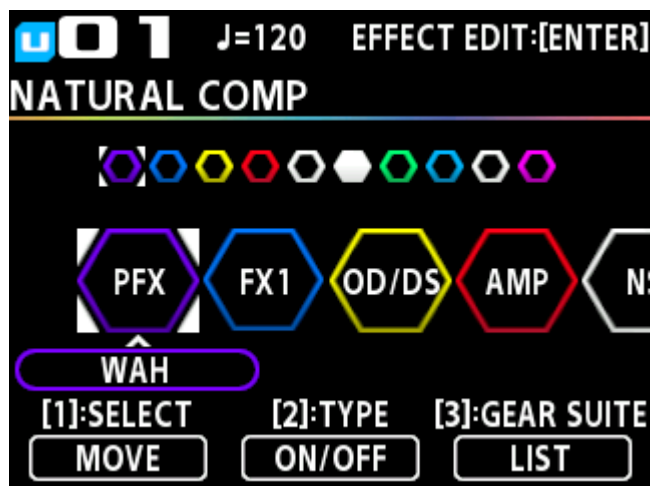 U01 ♩=120 EFFECT EDIT:[ENTER]
NATURAL COMP
PFX FX1 OD/DS AMP NS
WAH
[1]:SELECT [2]:TYPE [3]:GEAR SUITE
MOVE ON/OFF LIST